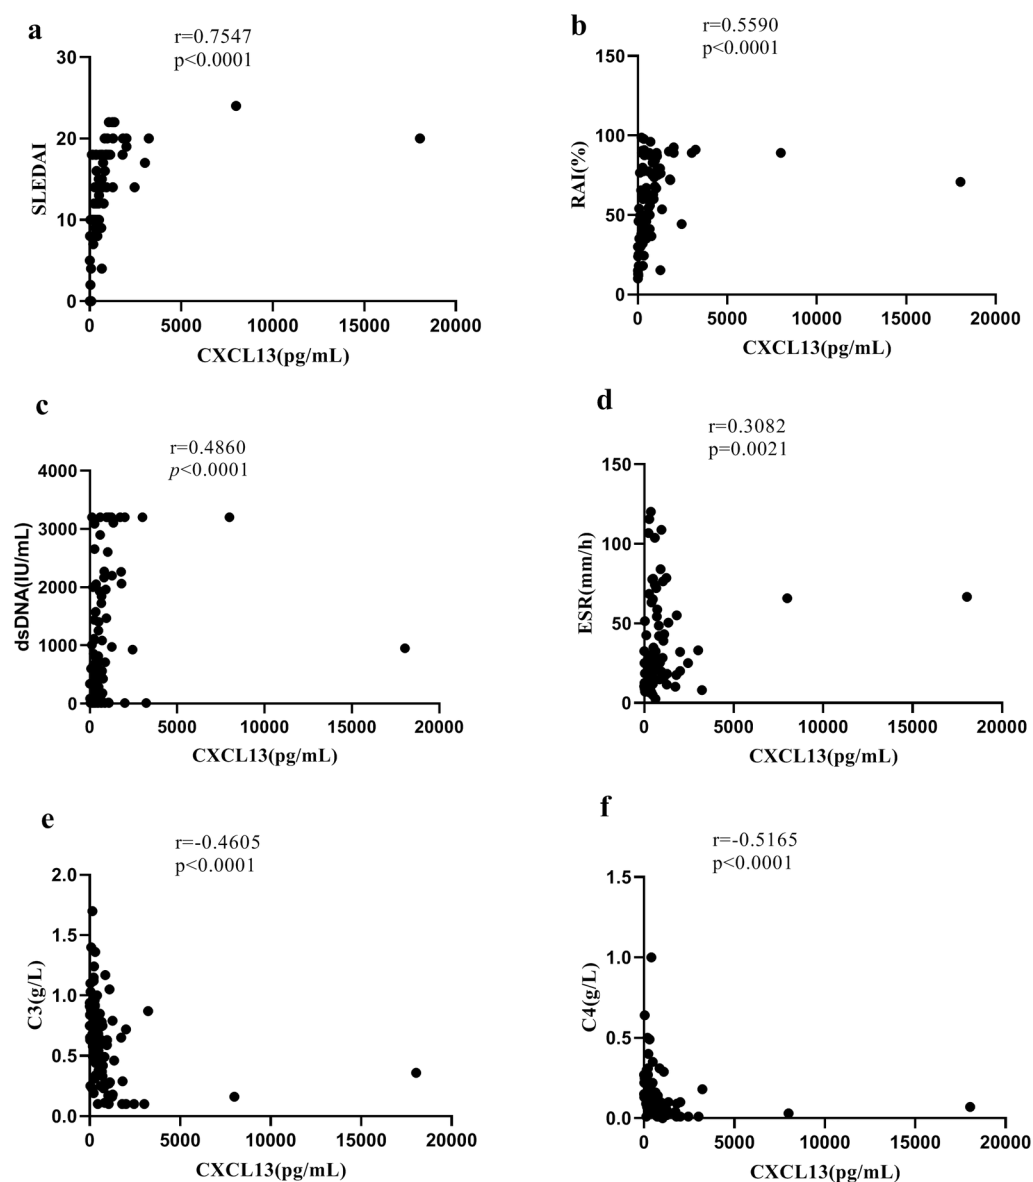 a
r=0.7547
p<0.0001
30
20
10
0
SLEDAI
0 5000 10000 15000 20000
CXCL13(pg/mL)
b
r=0.5590
p<0.0001
150
100
50
0
RAI(%)
0 5000 10000 15000 20000
CXCL13(pg/mL)
c
r=0.4860
p<0.0001
4000
3000
2000
1000
0
dsDNA(IU/mL)
0 5000 10000 15000 20000
CXCL13(pg/mL)
d
r=0.3082
p=0.0021
150
100
50
0
ESR(mm/h)
0 5000 10000 15000 20000
CXCL13(pg/mL)
e
r=-0.4605
p<0.0001
2.0
1.5
1.0
0.5
0.0
C3(g/L)
0 5000 10000 15000 20000
CXCL13(pg/mL)
f
r=-0.5165
p<0.0001
1.5
1.0
0.5
0.0
C4(g/L)
0 5000 10000 15000 20000
CXCL13(pg/mL)